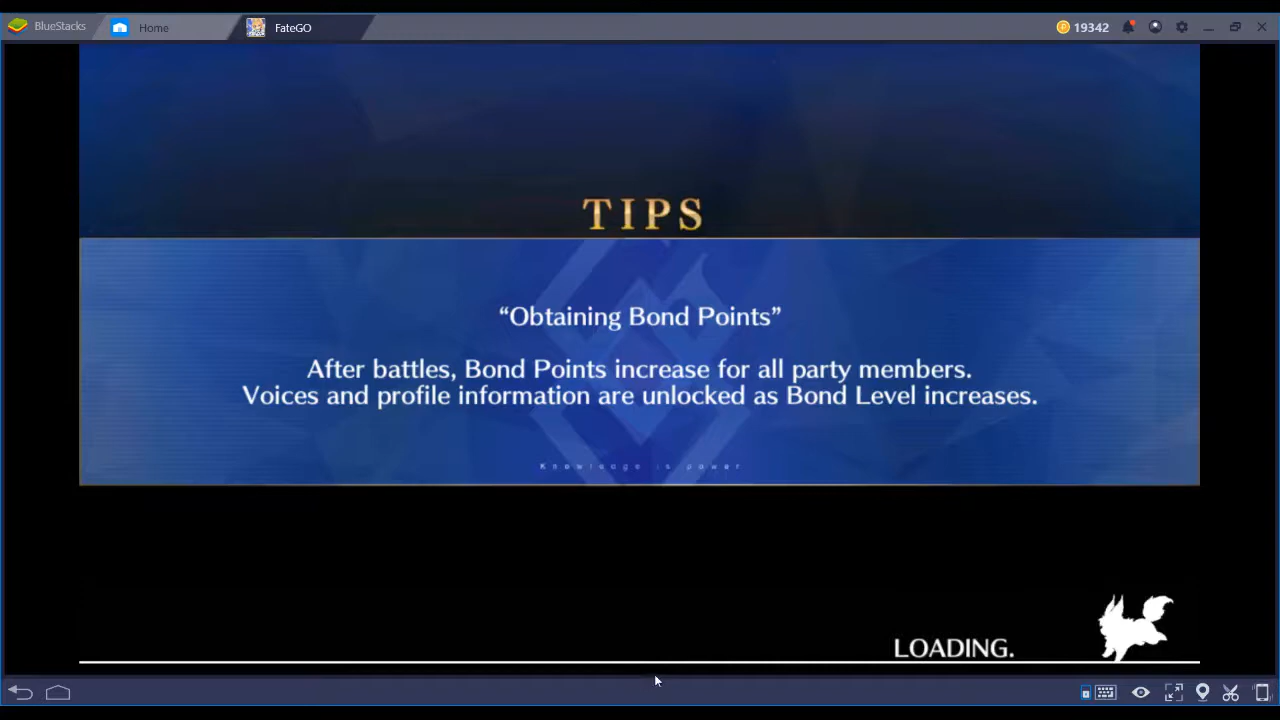 BlueStacks
Home
FateGO
19342
TIPS
“Obtaining Bond Points”
After battles, Bond Points increase for all party members.
Voices and profile information are unlocked as Bond Level increases.
Knowledge is power
LOADING.